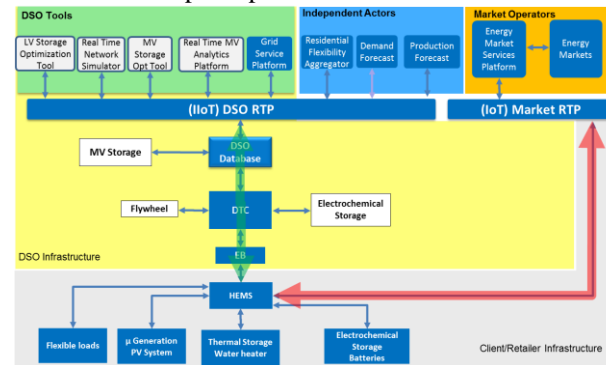 DSO Tools
Independent Actors
Market Operators
LV Storage
Optimization
Tool
Real Time
Network
Simulator
MV
Storage
Opt Tool
Real Time MV
Analytics
Platform
Grid
Service
Platform
Residential
Flexibility
Aggregator
Demand
Forecast
Production
Forecast
Energy
Market
Services
Platform
Energy
Markets
(IIoT) DSO RTP
(IoT) Market RTP
MV Storage
DSO
Database
Flywheel
DTC
Electrochemical
Storage
EB
DSO Infrastructure
HEMS
Flexible loads
µ Generation
PV System
Thermal Storage
Water heater
Electrochemical
Storage
Batteries
Client/Retailer Infrastructure